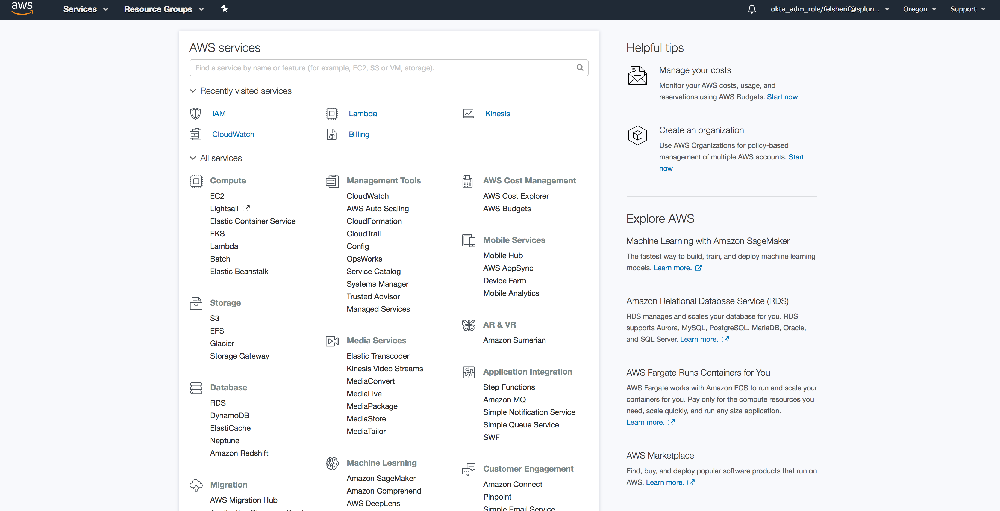 aws
Services
Resource Groups
okta_adm_role/felsherif@splun...
Oregon
Support
AWS services
Find a service by name or feature (for example, EC2, S3 or VM, storage).
Recently visited services
IAM
Lambda
Kinesis
CloudWatch
Billing
All services
Compute
EC2
Lightsail
Elastic Container Service
EKS
Lambda
Batch
Elastic Beanstalk
Storage
S3
EFS
Glacier
Storage Gateway
Database
RDS
DynamoDB
ElastiCache
Neptune
Amazon Redshift
Migration
AWS Migration Hub
Management Tools
CloudWatch
AWS Auto Scaling
CloudFormation
CloudTrail
Config
OpsWorks
Service Catalog
Systems Manager
Trusted Advisor
Managed Services
Media Services
Elastic Transcoder
Kinesis Video Streams
MediaConvert
MediaLive
MediaPackage
MediaStore
MediaTailor
Machine Learning
Amazon SageMaker
Amazon Comprehend
AWS DeepLens
AWS Cost Management
AWS Cost Explorer
AWS Budgets
Mobile Services
Mobile Hub
AWS AppSync
Device Farm
Mobile Analytics
AR & VR
Amazon Sumerian
Application Integration
Step Functions
Amazon MQ
Simple Notification Service
Simple Queue Service
SWF
Customer Engagement
Amazon Connect
Pinpoint
Simple Email Service
Helpful tips
Manage your costs
Monitor your AWS costs, usage, and
reservations using AWS Budgets. Start now
Create an organization
Use AWS Organizations for policy-based
management of multiple AWS accounts. Start
now
Explore AWS
Machine Learning with Amazon SageMaker
The fastest way to build, train, and deploy machine learning
models. Learn more.
Amazon Relational Database Service (RDS)
RDS manages and scales your database for you. RDS
supports Aurora, MySQL, PostgreSQL, MariaDB, Oracle,
and SQL Server. Learn more.
AWS Fargate Runs Containers for You
AWS Fargate works with Amazon ECS to run and scale your
containers for you. Pay only for the compute resources you
need, scale quickly, and run any size application.
Learn more.
AWS Marketplace
Find, buy, and deploy popular software products that run on
AWS. Learn more.